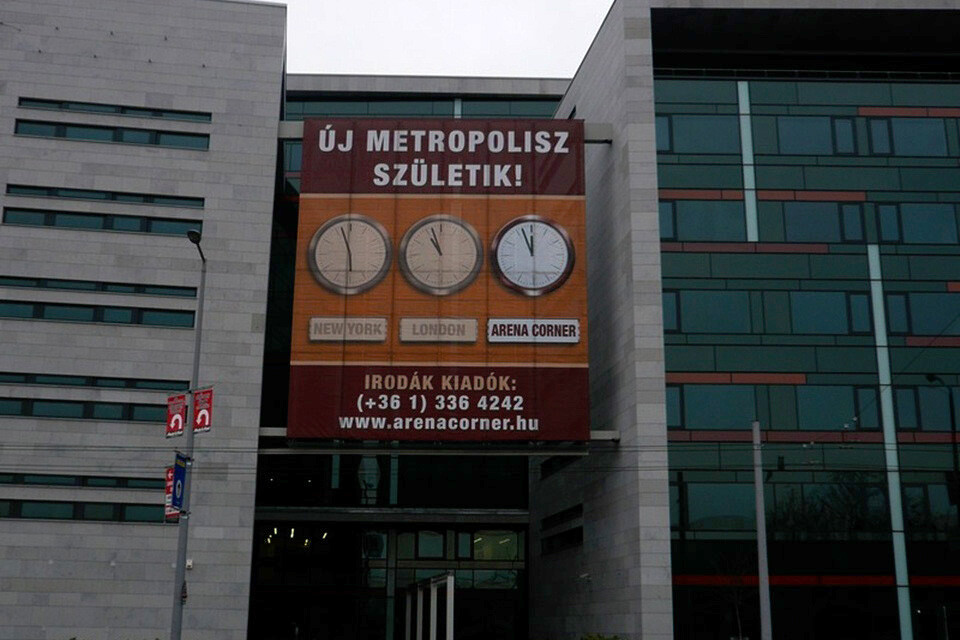 ÚJ METROPOLISZ
SZÜLETIK!
NEW YORK
LONDON
ARENA CORNER
IRODÁK KIADÓK:
(+36 1) 336 4242
www.arenacorner.hu